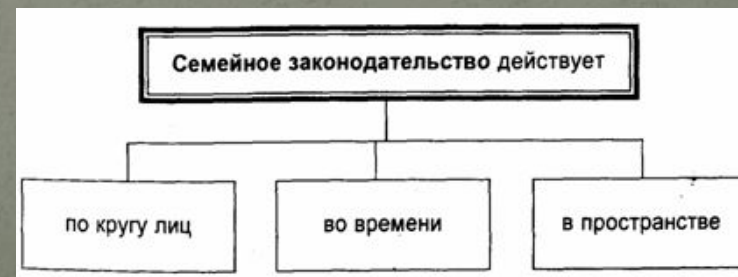 Семейное законодательство действует
по кругу лиц
во времени
в пространстве